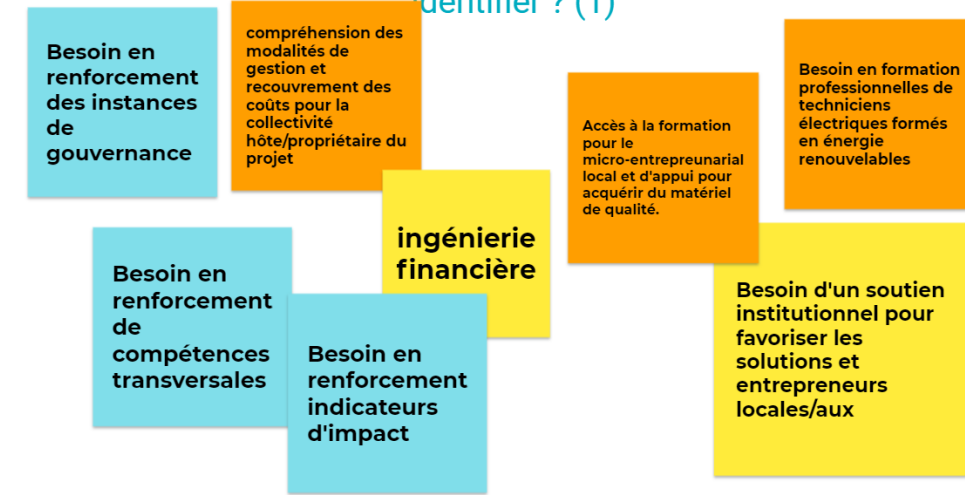 identifier ? (1)
Besoin en
renforcement
des instances
de
gouvernance
compréhension des
modalités de
gestion et
recouvrement des
coûts pour la
collectivité
hôte/propriétaire du
projet
Accès à la formation
pour le
micro-entrepreunarial
local et d'appui pour
acquérir du matériel
de qualité.
Besoin en formation
professionnelles de
techniciens
électriques formés
en énergie
renouvelables
ingénierie
financière
Besoin en
renforcement
de
compétences
transversales
Besoin en
renforcement
indicateurs
d'impact
Besoin d'un soutien
institutionnel pour
favoriser les
solutions et
entrepreneurs
locales/aux